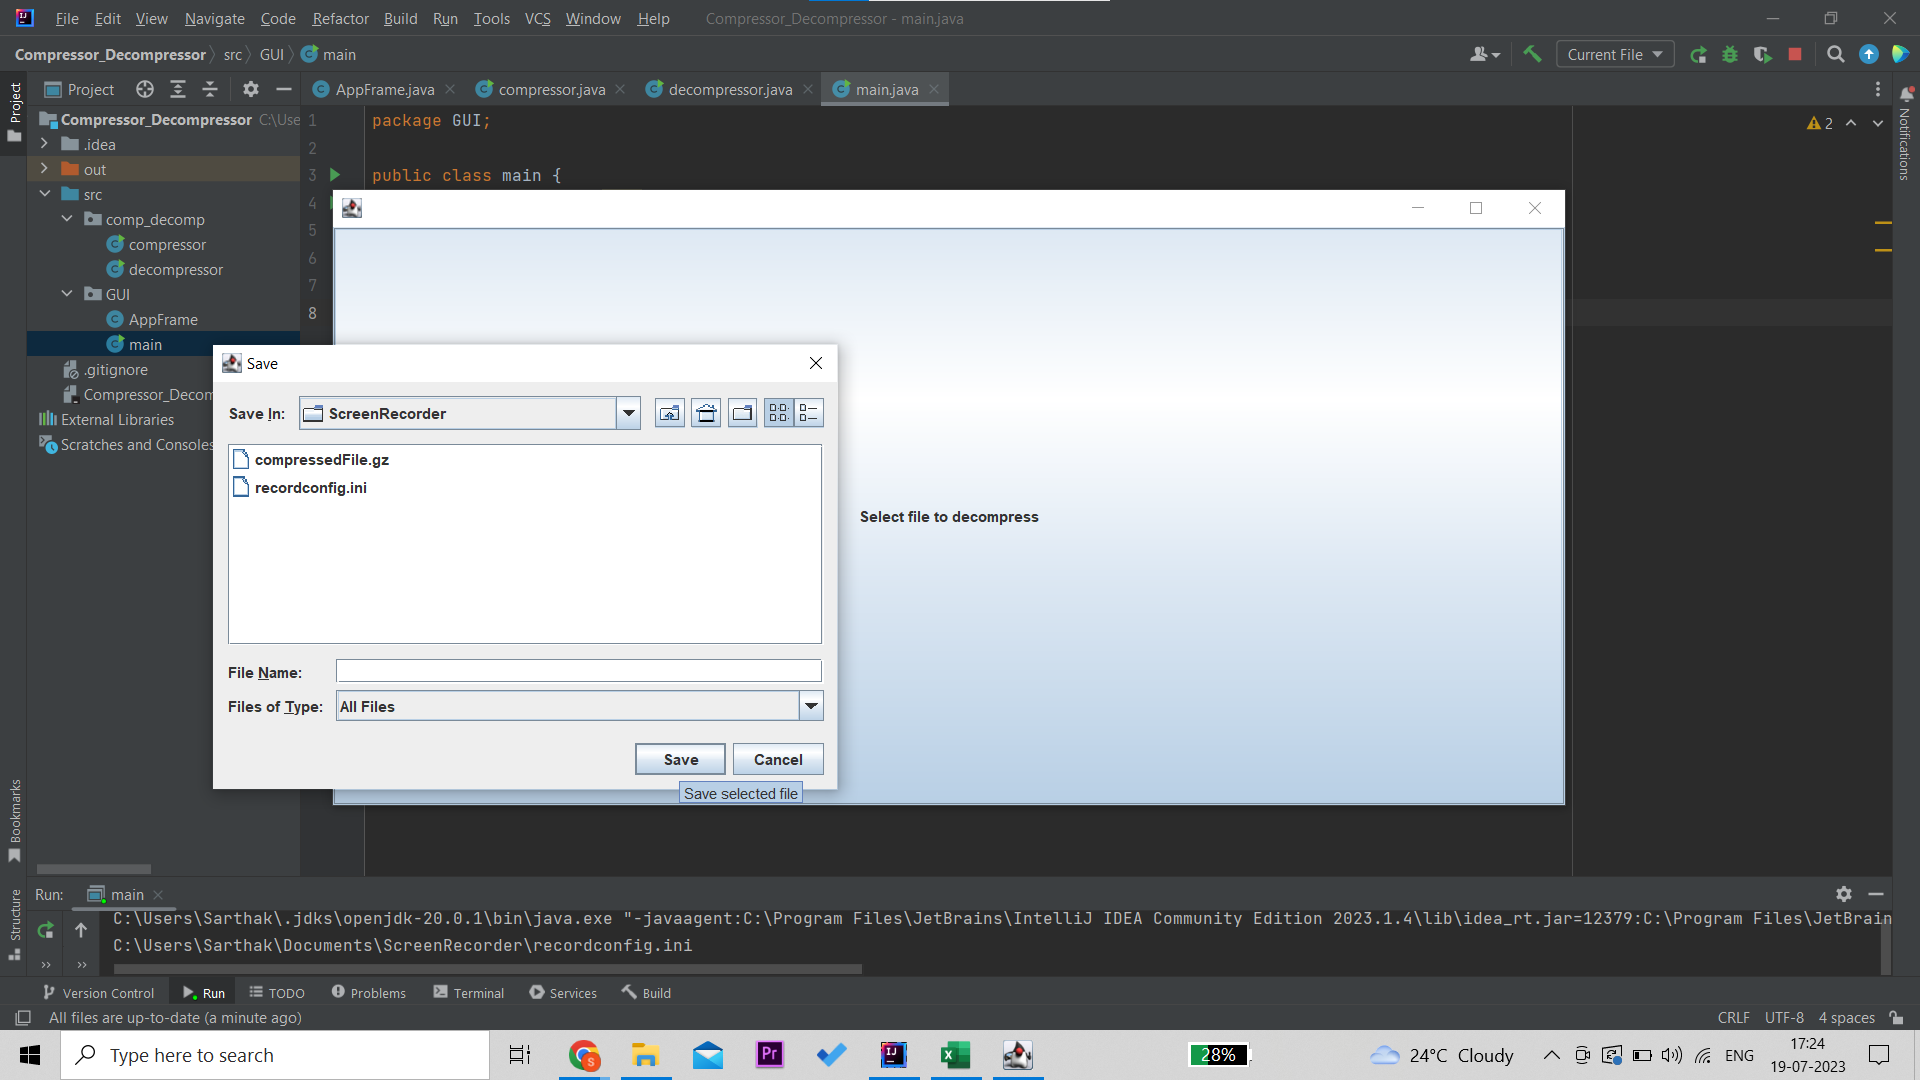 File Edit View Navigate Code Refactor Build Run Tools VCS Window Help Compressor_Decompressor - main.java
Compressor_Decompressor src GUI main
Current File
Project
Project
AppFrame.java compressor.java decompressor.java main.java
Compressor_Decompressor C:\Use
.idea
out
src
comp_decomp
compressor
decompressor
GUI
AppFrame
main
.gitignore
Compressor_Decom
External Libraries
Scratches and Consoles
1 package GUI;
2
3 public class main {
4
5
6
7
8
2
Notifications
Save
Save In: ScreenRecorder
compressedFile.gz
recordconfig.ini
File Name:
Files of Type: All Files
Save Cancel
Save selected file
Select file to decompress
Bookmarks
Structure
Run: main
C:\Users\Sarthak\.jdks\openjdk-20.0.1\bin\java.exe "-javaagent:C:\Program Files\JetBrains\IntelliJ IDEA Community Edition 2023.1.4\lib\idea_rt.jar=12379:C:\Program Files\JetBrain
C:\Users\Sarthak\Documents\ScreenRecorder\recordconfig.ini
Version Control Run TODO Problems Terminal Services Build
All files are up-to-date (a minute ago)
CRLF UTF-8 4 spaces
Type here to search
Pr
28%
24°C Cloudy
ENG
17:24
19-07-2023